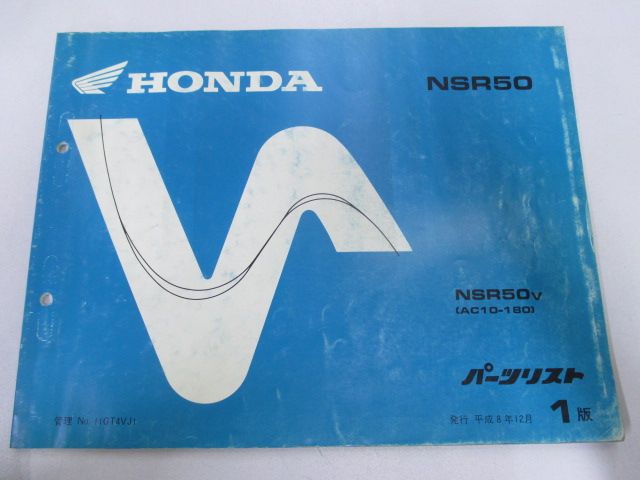 HONDA
NSR50
NSR50V
(AC10-180)
パーツリスト
管理 No. 11GT4VJ1
発行 平成8年12月 1版